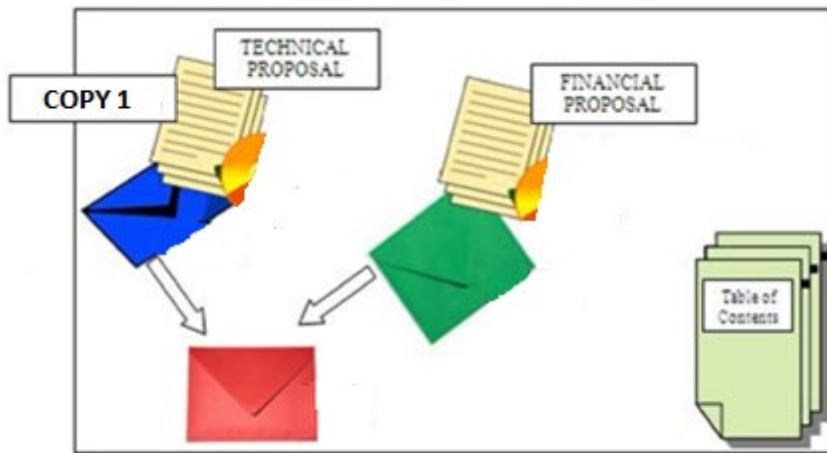 TECHNICAL
PROPOSAL
COPY 1
FINANCIAL
PROPOSAL
Table of
Contents